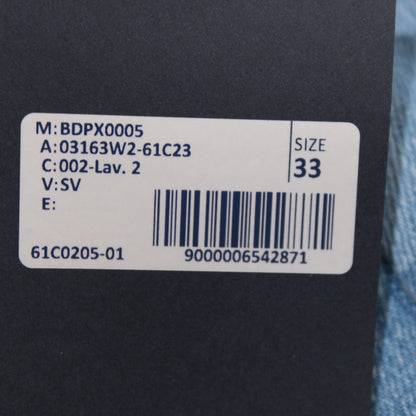 M:BDPX0005
A:03163W2-61C23
C:002-Lav. 2
V:SV
E:
SIZE
33
61C0205-01
9000006542871